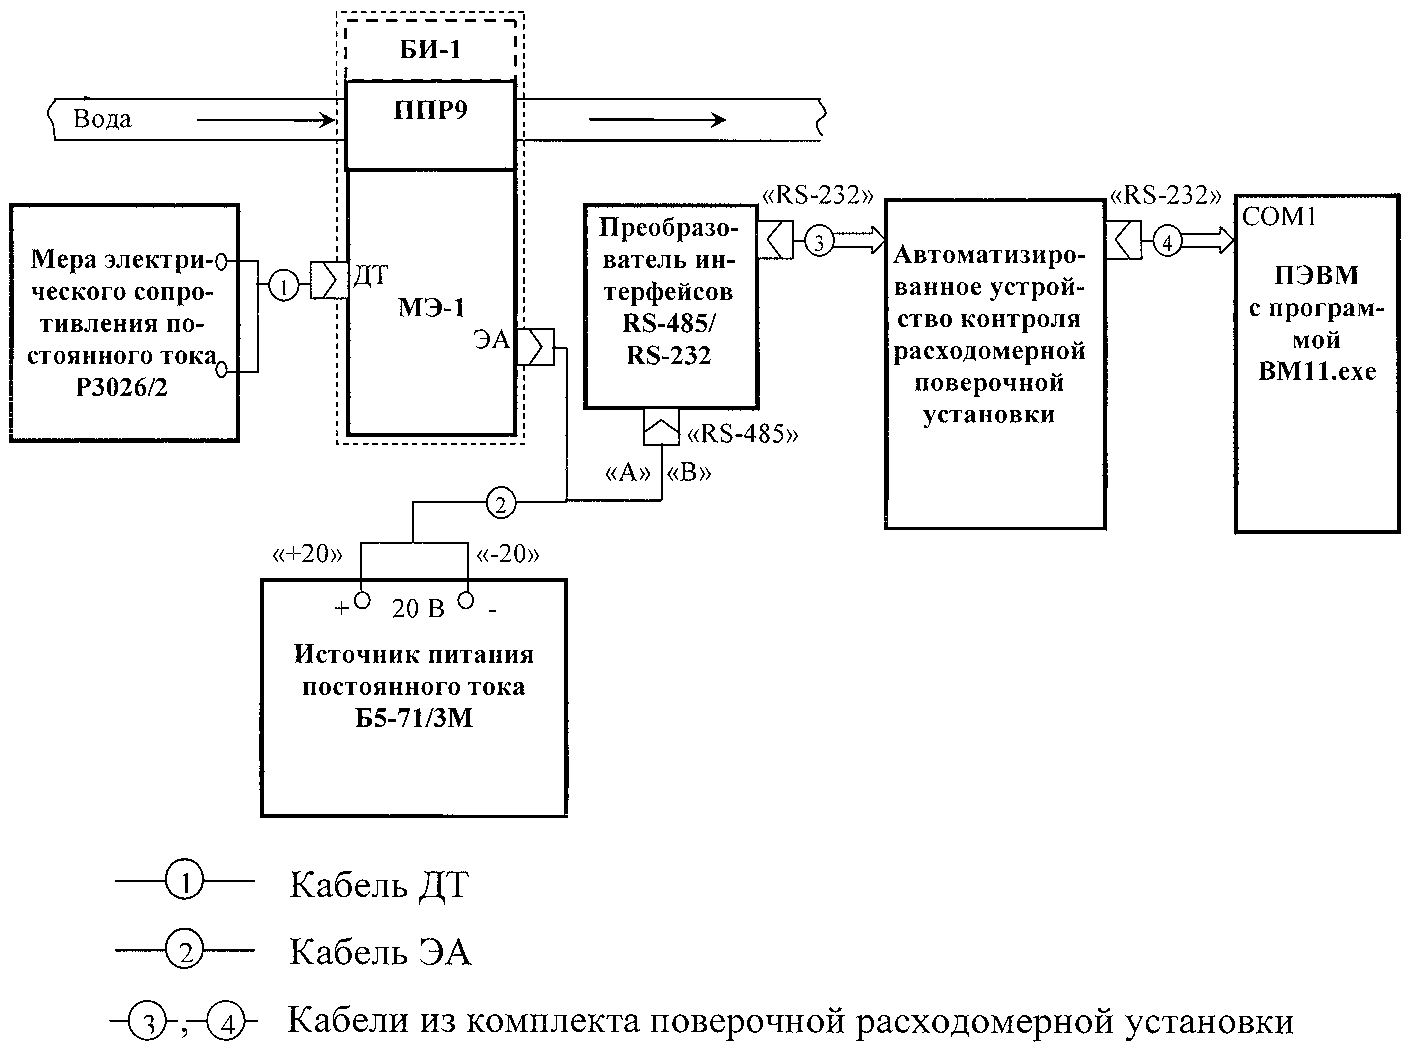 БИ-1
ППР9
Вода
Мера электри-
ческого сопро-
тивления по-
стоянного тока
Р3026/2
1
ДТ
МЭ-1
ЭА
Преобразо-
ватель ин-
терфейсов
RS-485/
RS-232
«RS-232»
3
«RS-485»
«А» «В»
Автоматизиро-
ванное устрой-
ство контроля
расходомерной
поверочной
установки
«RS-232»
4
COM1
ПЭВМ
с програм-
мой
ВМ11.exe
2
«+20» «-20»
+ 20 В -
Источник питания
постоянного тока
Б5-71/3М
1 Кабель ДТ
2 Кабель ЭА
3 , 4 Кабели из комплекта поверочной расходомерной установки